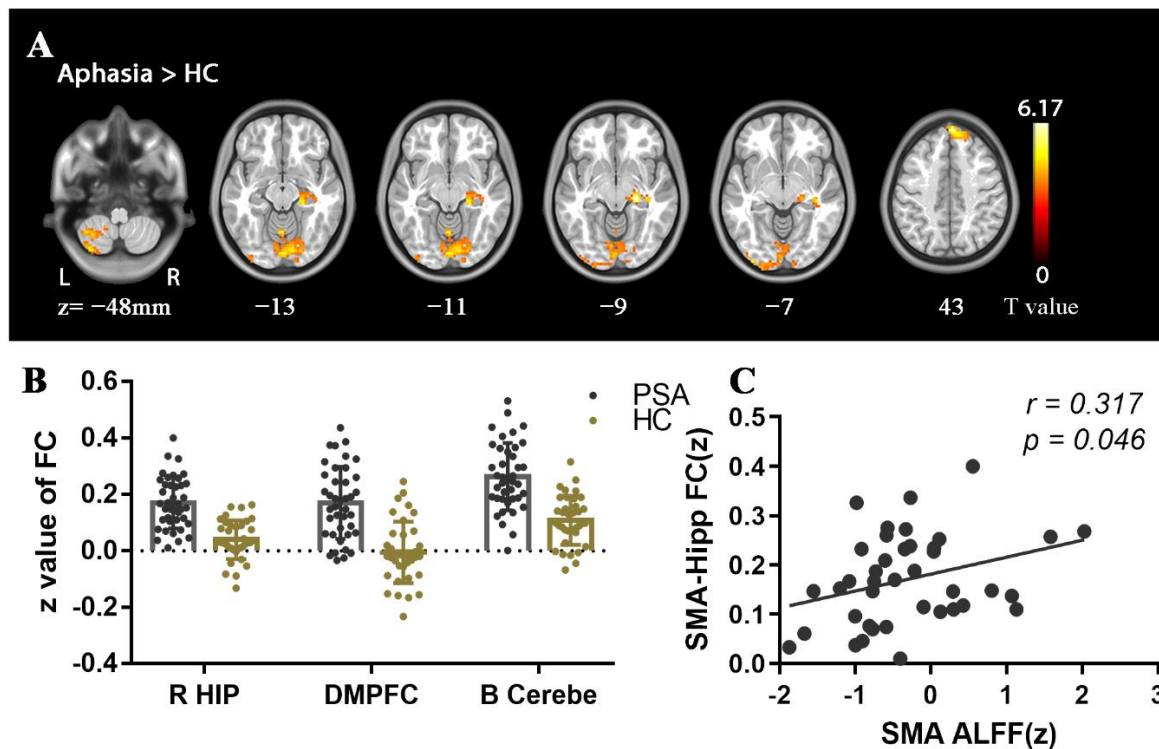 A
Aphasia > HC
6.17
L R
0
z= −48mm −13 −11 −9 −7 43 T value
B
PSA
HC
z value of FC
0.6
0.4
0.2
0.0
-0.2
-0.4
R HIP DMPFC B Cerebe
C
r = 0.317
p = 0.046
SMA-Hipp FC(z)
0.5
0.4
0.3
0.2
0.1
0.0
-2 -1 0 1 2 3
SMA ALFF(z)